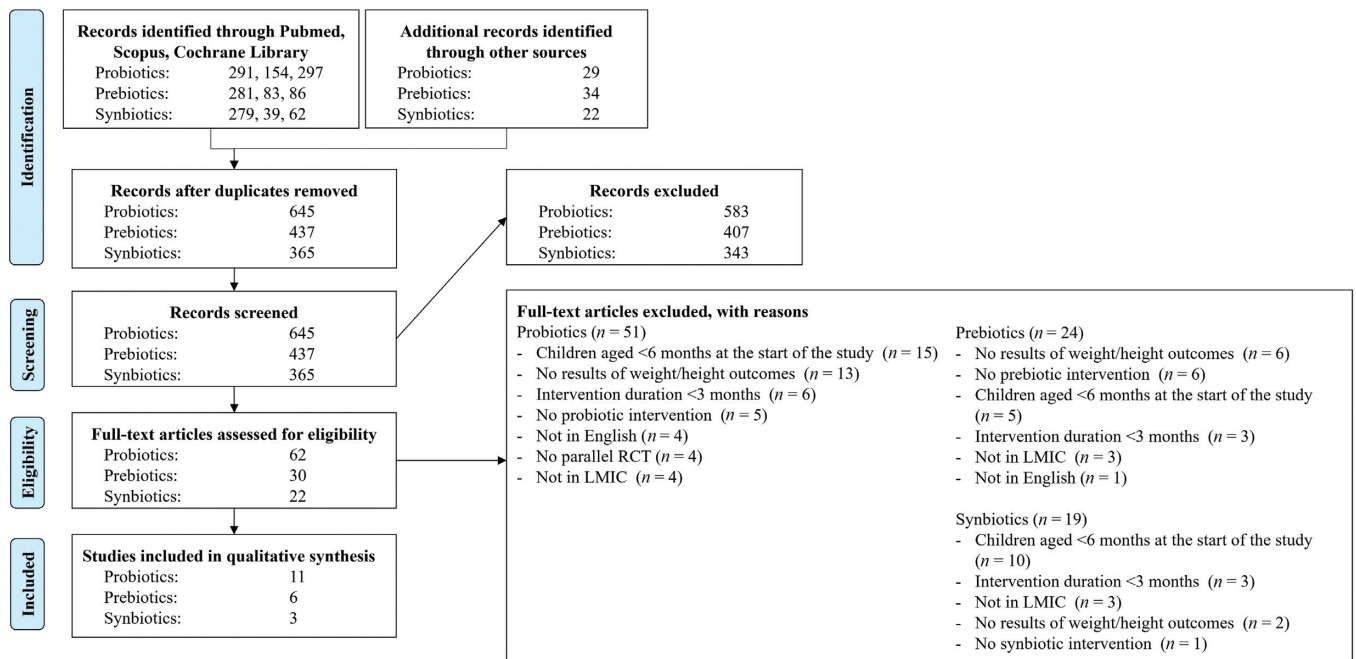 Identification
Records identified through Pubmed,
Scopus, Cochrane Library
Probiotics: 291, 154, 297
Prebiotics: 281, 83, 86
Synbiotics: 279, 39, 62
Additional records identified
through other sources
Probiotics: 29
Prebiotics: 34
Synbiotics: 22
Records after duplicates removed
Probiotics: 645
Prebiotics: 437
Synbiotics: 365
Records excluded
Probiotics: 583
Prebiotics: 407
Synbiotics: 343
Screening
Records screened
Probiotics: 645
Prebiotics: 437
Synbiotics: 365
Eligibility
Full-text articles assessed for eligibility
Probiotics: 62
Prebiotics: 30
Synbiotics: 22
Full-text articles excluded, with reasons
Probiotics (n = 51)
- Children aged <6 months at the start of the study (n = 15)
- No results of weight/height outcomes (n = 13)
- Intervention duration <3 months (n = 6)
- No probiotic intervention (n = 5)
- Not in English (n = 4)
- No parallel RCT (n = 4)
- Not in LMIC (n = 4)
Prebiotics (n = 24)
- No results of weight/height outcomes (n = 6)
- No prebiotic intervention (n = 6)
- Children aged <6 months at the start of the study
(n = 5)
- Intervention duration <3 months (n = 3)
- Not in LMIC (n = 3)
- Not in English (n = 1)
Synbiotics (n = 19)
- Children aged <6 months at the start of the study
(n = 10)
- Intervention duration <3 months (n = 3)
- Not in LMIC (n = 3)
- No results of weight/height outcomes (n = 2)
- No synbiotic intervention (n = 1)
Included
Studies included in qualitative synthesis
Probiotics: 11
Prebiotics: 6
Synbiotics: 3